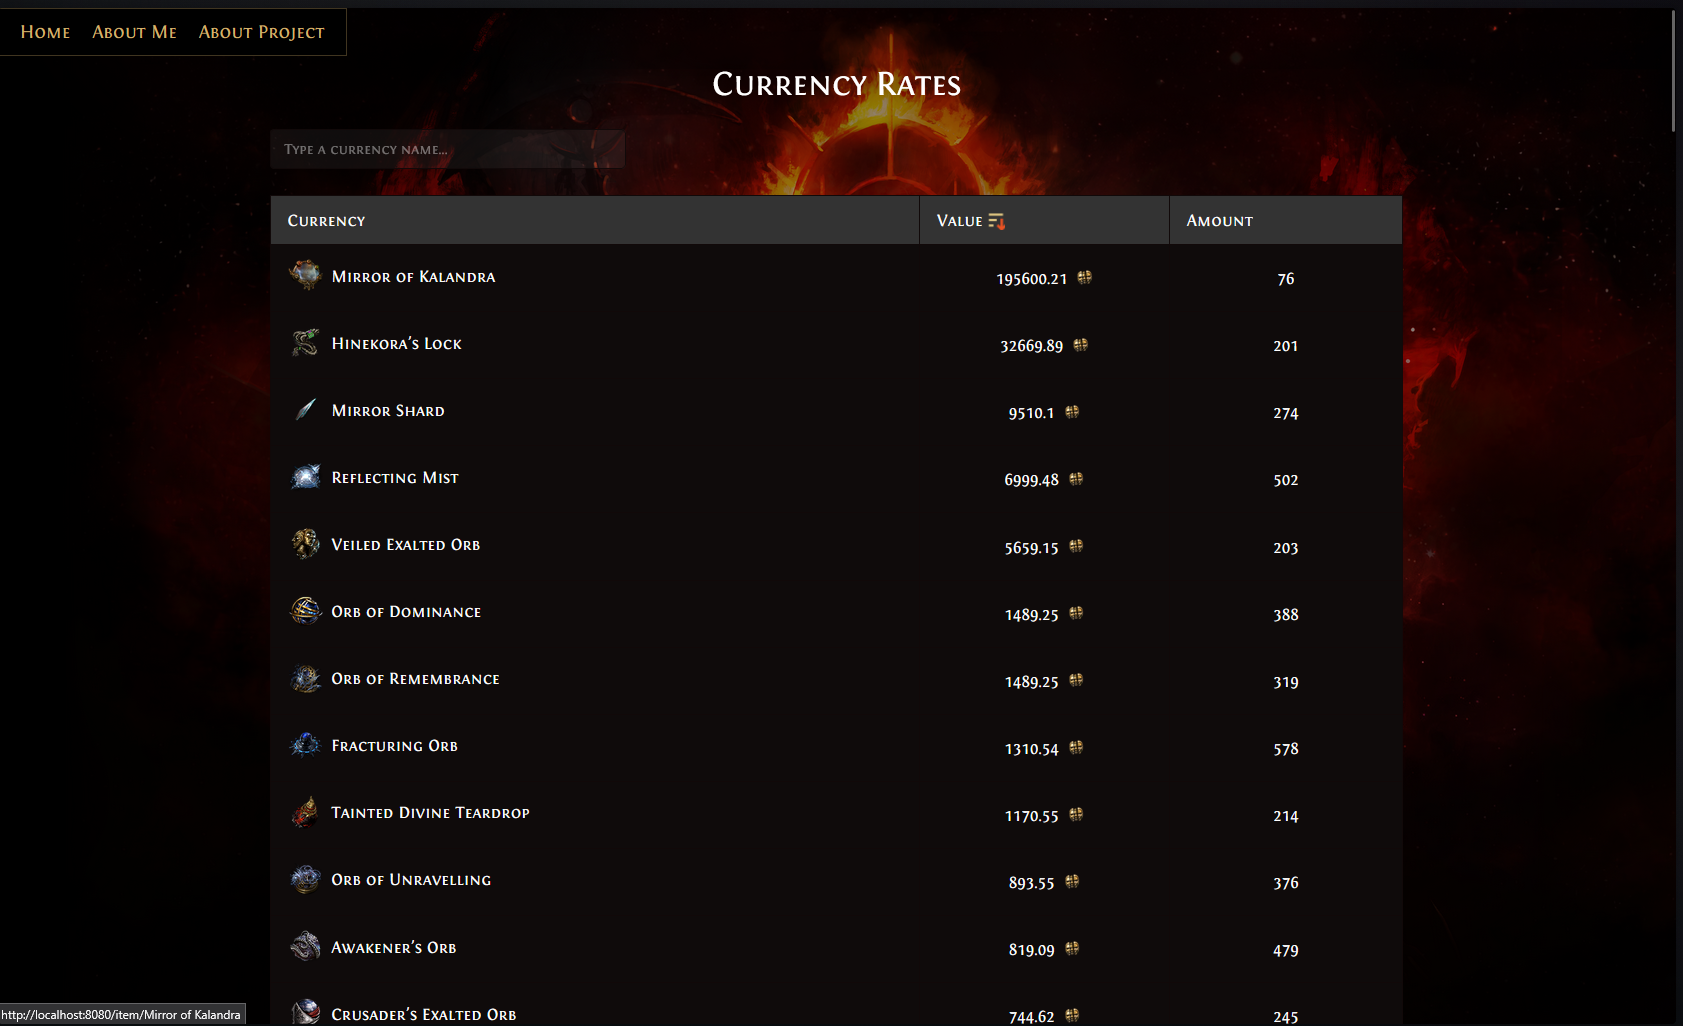 Home About Me About Project
Currency Rates
Type a currency name...
Currency Value Amount
Mirror of Kalandra 195600.21 76
Hinekora's Lock 32669.89 201
Mirror Shard 9510.1 274
Reflecting Mist 6999.48 502
Veiled Exalted Orb 5659.15 203
Orb of Dominance 1489.25 388
Orb of Remembrance 1489.25 319
Fracturing Orb 1310.54 578
Tainted Divine Teardrop 1170.55 214
Orb of Unravelling 893.55 376
Awakener's Orb 819.09 479
Crusader's Exalted Orb 744.62 245
http://localhost:8080/item/Mirror of Kalandra